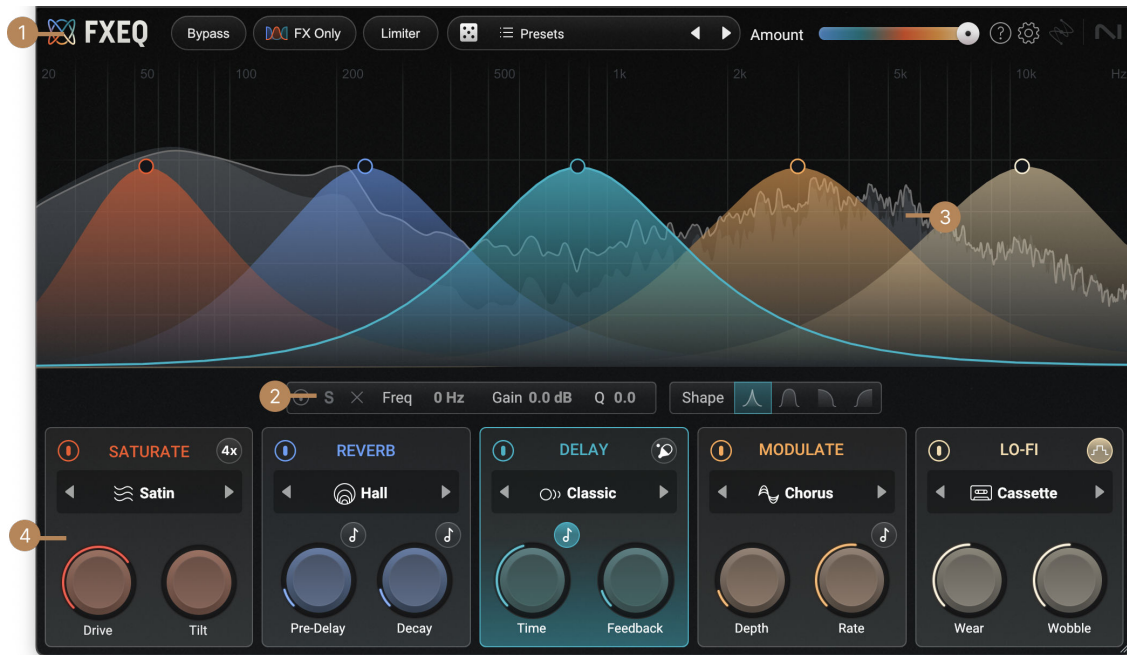 1 FXEQ Bypass FX Only Limiter Presets Amount ?
20 50 100 200 500 1k 2k 5k 10k Hz
3
2 S Freq 0 Hz Gain 0.0 dB Q 0.0 Shape
SATURATE 4x REVERB DELAY MODULATE LO-FI
Satin Hall Classic Chorus Cassette
4
Drive Tilt Pre-Delay Decay Time Feedback Depth Rate Wear Wobble